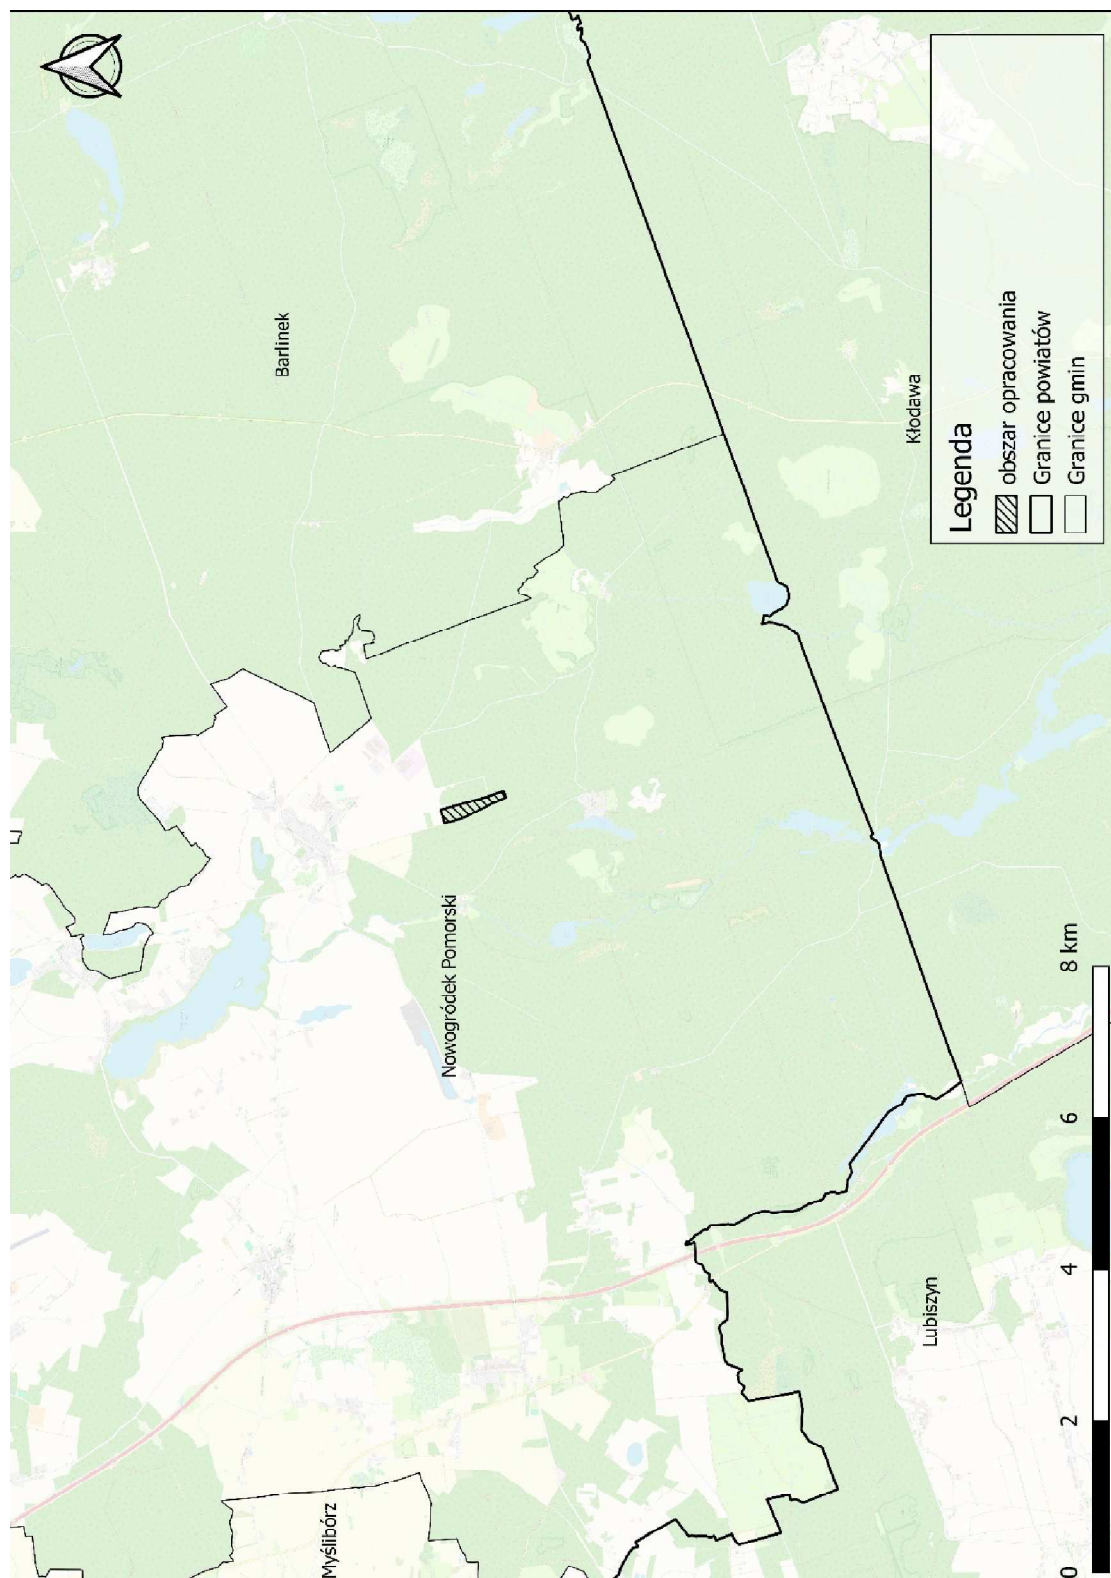 Barlinek
Nowogródek Pomorski
Myślibórz
Kłodawa
Lubiszyn
Legenda
obszar opracowania
Granice powiatów
Granice gmin
0 2 4 6 8 km